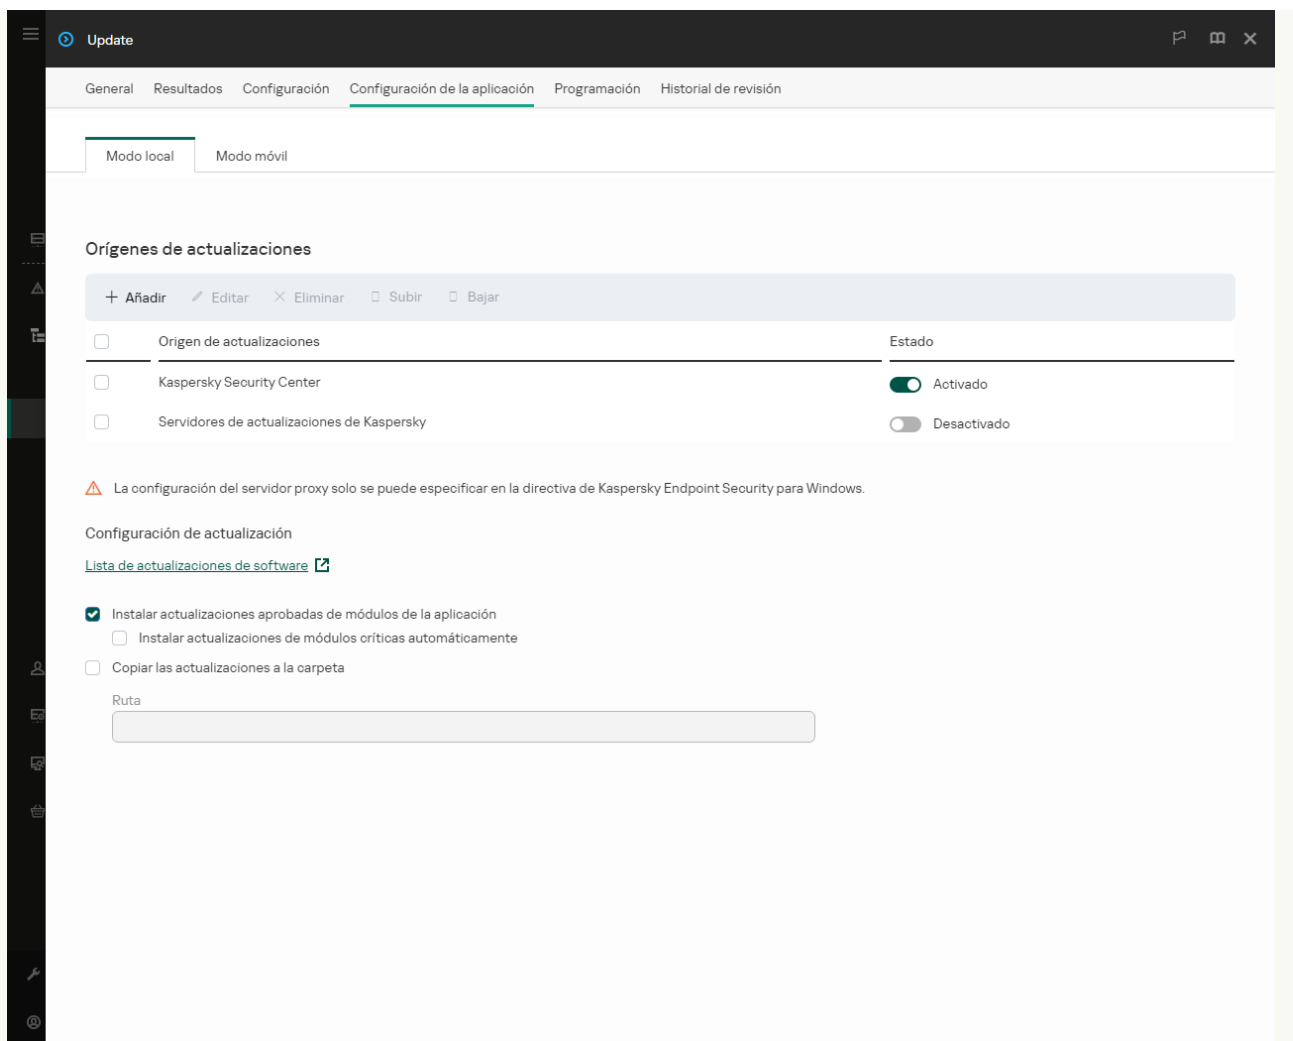 Update
General Resultados Configuración Configuración de la aplicación Programación Historial de revisión
Modo local Modo móvil
Orígenes de actualizaciones
Añadir Editar Eliminar Subir Bajar
Origen de actualizaciones Estado
Kaspersky Security Center Activado
Servidores de actualizaciones de Kaspersky Desactivado
La configuración del servidor proxy solo se puede especificar en la directiva de Kaspersky Endpoint Security para Windows.
Configuración de actualización
Lista de actualizaciones de software
Instalar actualizaciones aprobadas de módulos de la aplicación
Instalar actualizaciones de módulos críticas automáticamente
Copiar las actualizaciones a la carpeta
Ruta